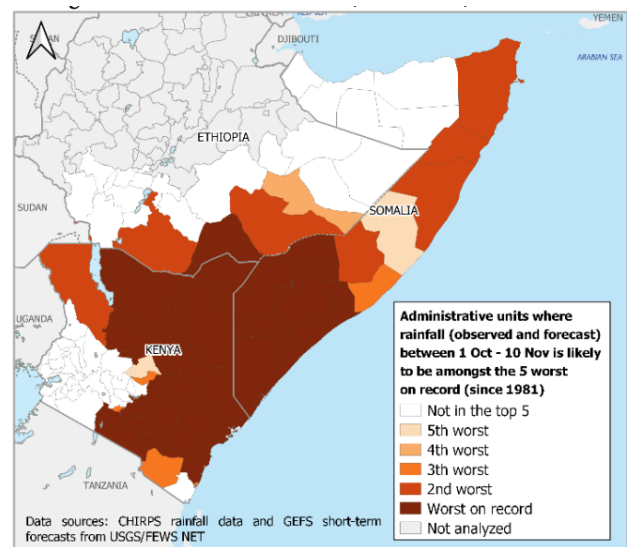 YEMEN
DJIBOUTI
ARABIAN SEA
ETHIOPIA
SUDAN
SOMALIA
UGANDA
KENYA
TANZANIA
Administrative units where
rainfall (observed and forecast)
between 1 Oct - 10 Nov is likely
to be amongst the 5 worst
on record (since 1981)
Not in the top 5
5th worst
4th worst
3th worst
2nd worst
Worst on record
Not analyzed
Data sources: CHIRPS rainfall data and GEFS short-term
forecasts from USGS/FEWS NET